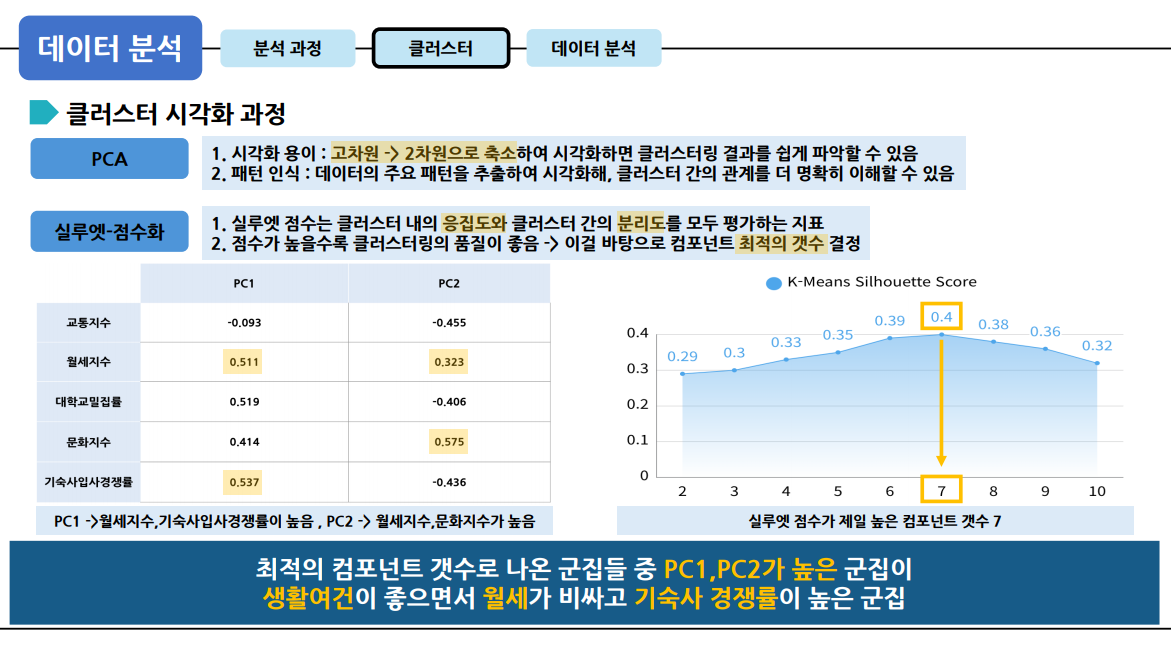 데이터 분석
분석 과정
클러스터
데이터 분석
클러스터 시각화 과정
PCA
1. 시각화 용이 : 고차원 -> 2차원으로 축소하여 시각화하면 클러스터링 결과를 쉽게 파악할 수 있음
2. 패턴 인식 : 데이터의 주요 패턴을 추출하여 시각화해, 클러스터 간의 관계를 더 명확히 이해할 수 있음
실루엣-점수화
1. 실루엣 점수는 클러스터 내의 응집도와 클러스터 간의 분리도를 모두 평가하는 지표
2. 점수가 높을수록 클러스터링의 품질이 좋음 -> 이걸 바탕으로 컴포넌트 최적의 갯수 결정
PC1 PC2
교통지수 -0.093 -0.455
월세지수 0.511 0.323
대학교밀집률 0.519 -0.406
문화지수 0.414 0.575
기숙사입사경쟁률 0.537 -0.436
PC1 ->월세지수,기숙사입사경쟁률이 높음 , PC2 -> 월세지수,문화지수가 높음
K-Means Silhouette Score
0.29 0.3 0.33 0.35 0.39 0.4 0.38 0.36 0.32
0.4
0.3
0.2
0.1
0
2 3 4 5 6 7 8 9 10
실루엣 점수가 제일 높은 컴포넌트 갯수 7
최적의 컴포넌트 갯수로 나온 군집들 중 PC1,PC2가 높은 군집이
생활여건이 좋으면서 월세가 비싸고 기숙사 경쟁률이 높은 군집